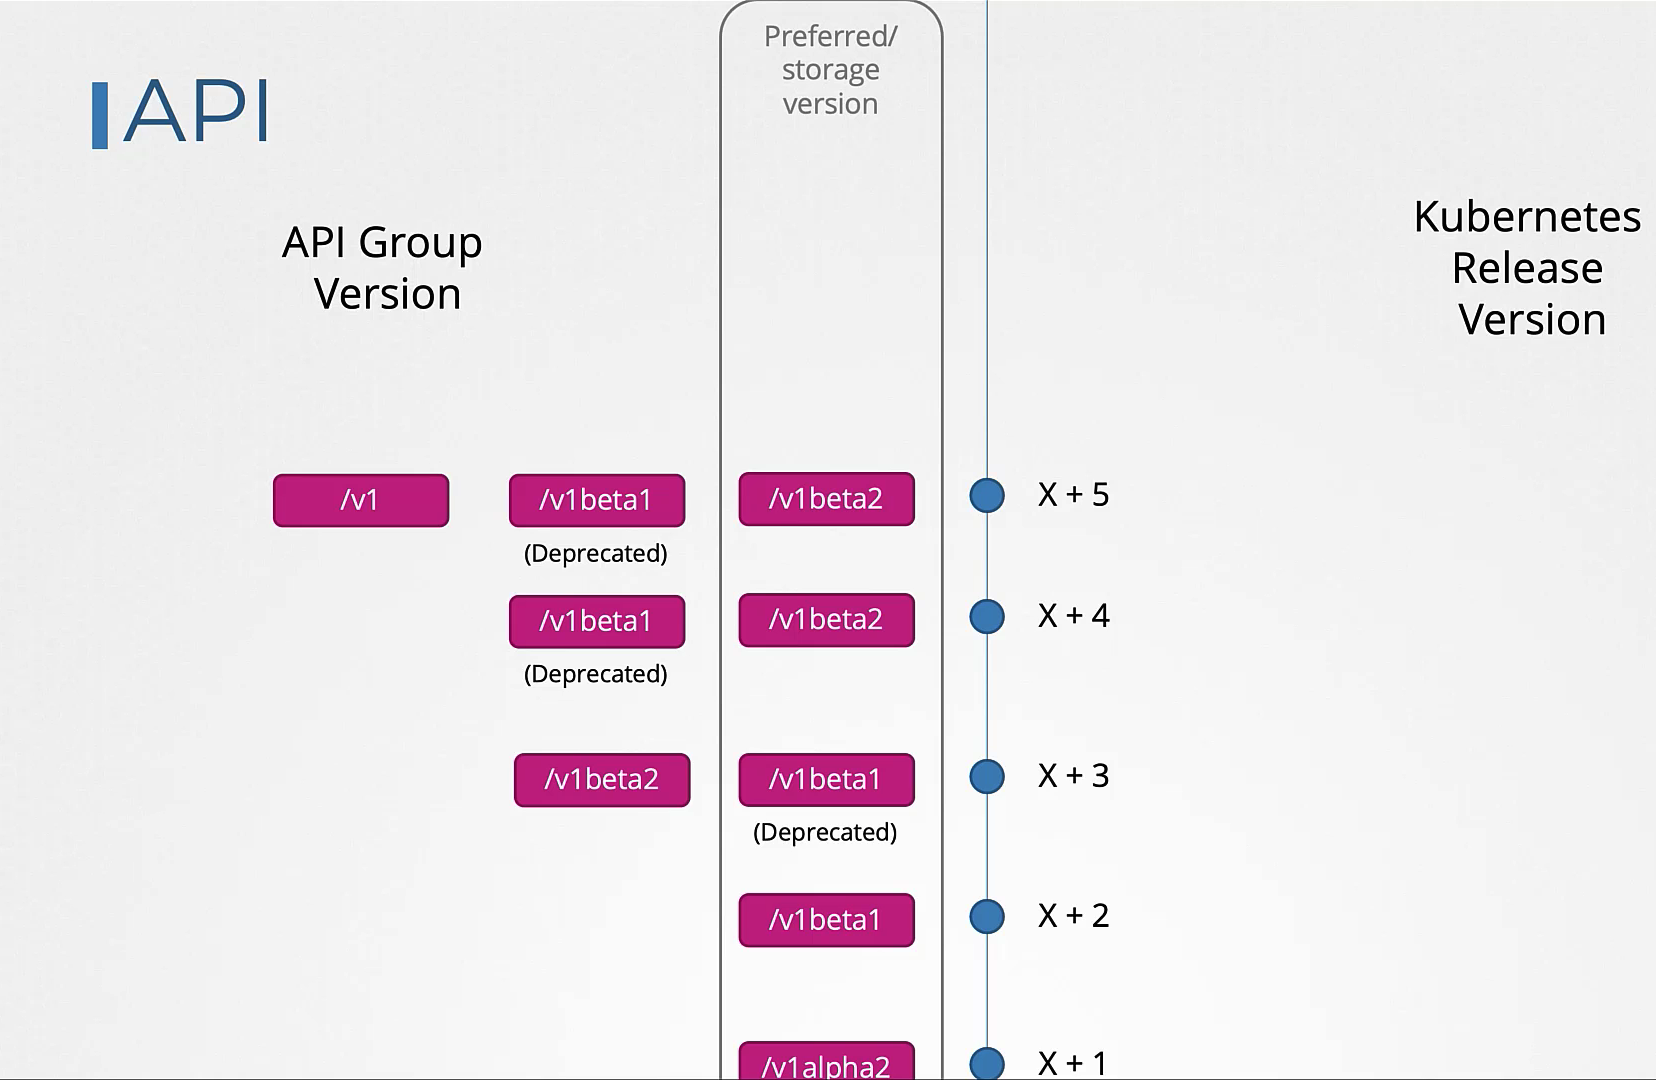 Preferred/
storage
version
API
API Group
Version
Kubernetes
Release
Version
/v1 /v1beta1 /v1beta2 X + 5
(Deprecated)
/v1beta1 /v1beta2 X + 4
(Deprecated)
/v1beta2 /v1beta1 X + 3
(Deprecated)
/v1beta1 X + 2
/v1alpha2 X + 1